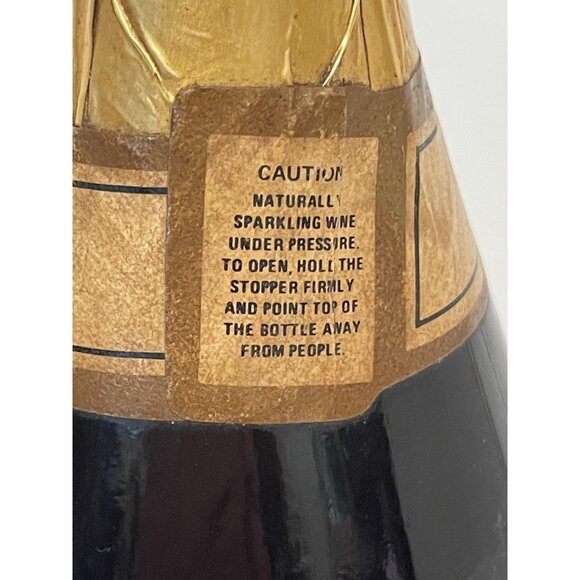 CAUTION
NATURALLY
SPARKLING WINE
UNDER PRESSURE.
TO OPEN, HOLD THE
STOPPER FIRMLY
AND POINT TOP OF
THE BOTTLE AWAY
FROM PEOPLE.